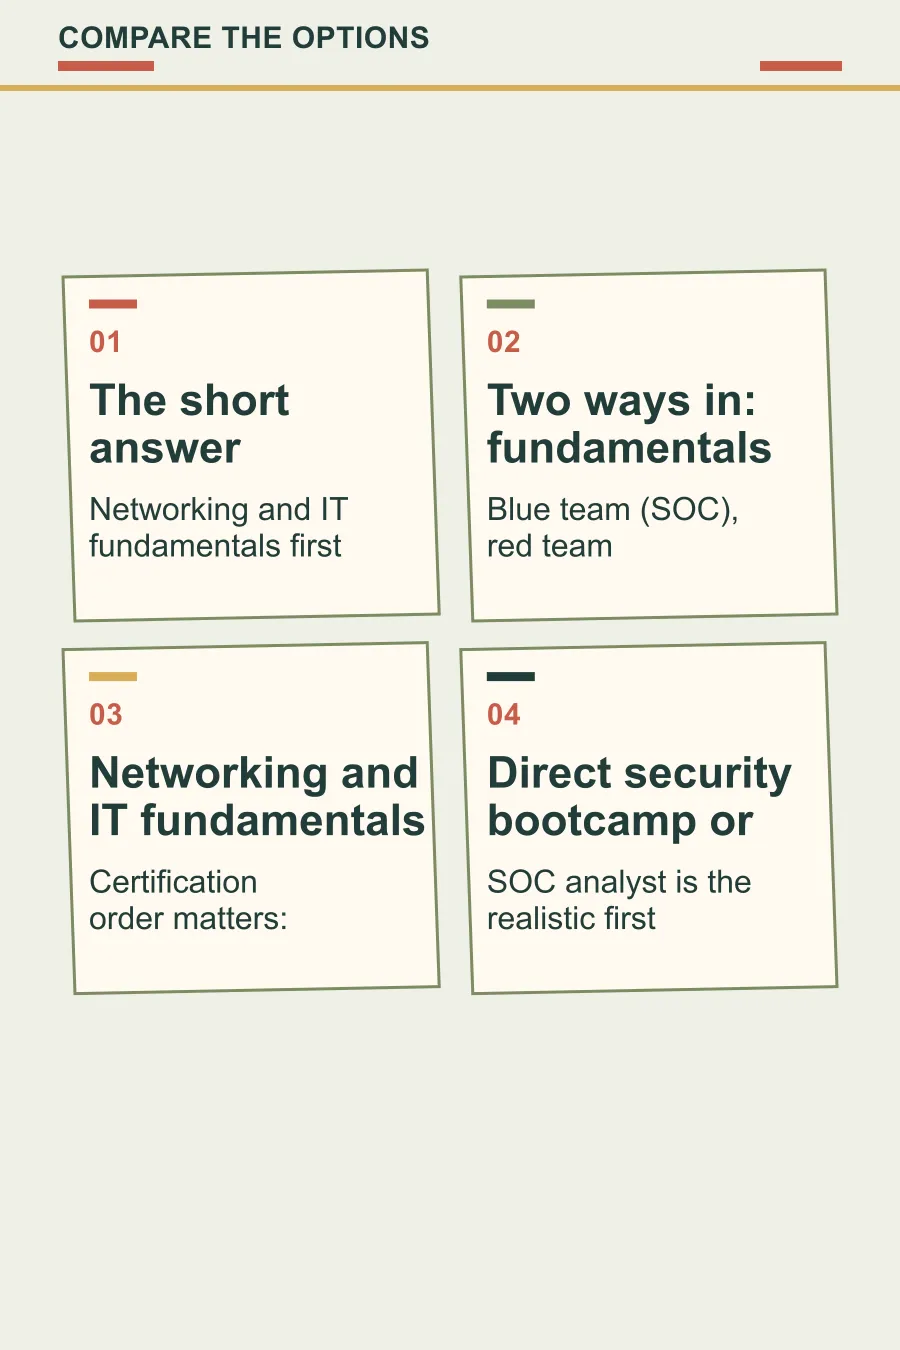 COMPARE THE OPTIONS
01
The short
answer
Networking and IT
fundamentals first
02
Two ways in:
fundamentals
Blue team (SOC),
red team
03
Networking and
IT fundamentals
Certification
order matters:
04
Direct security
bootcamp or
SOC analyst is the
realistic first